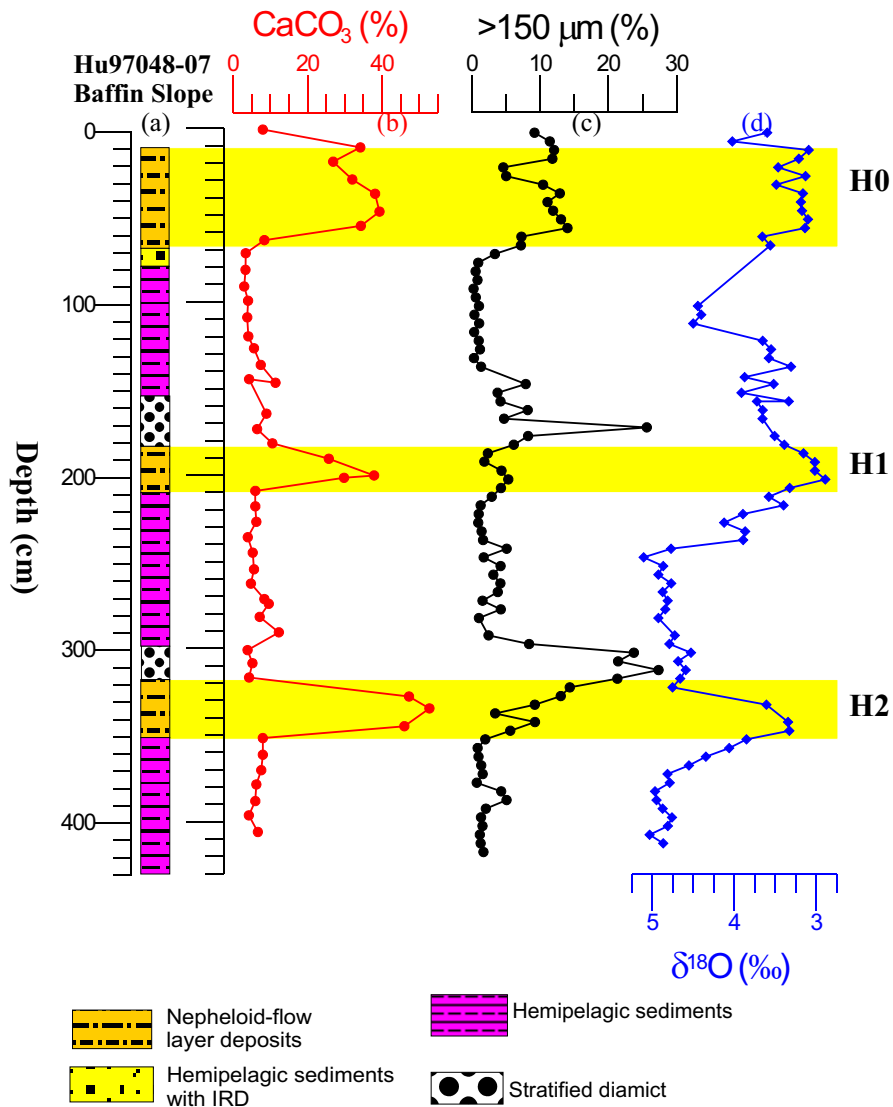 CaCO₃ (%)
>150 μm (%)
Hu97048-07
Baffin Slope
0 20 40
0 10 20 30
(a) (b) (c) (d)
0
100
200
300
400
Depth (cm)
H0
H1
H2
5 4 3
δ¹⁸O (‰)
Nepheloid-flow
layer deposits
Hemipelagic sediments
Hemipelagic sediments
with IRD
Stratified diamict